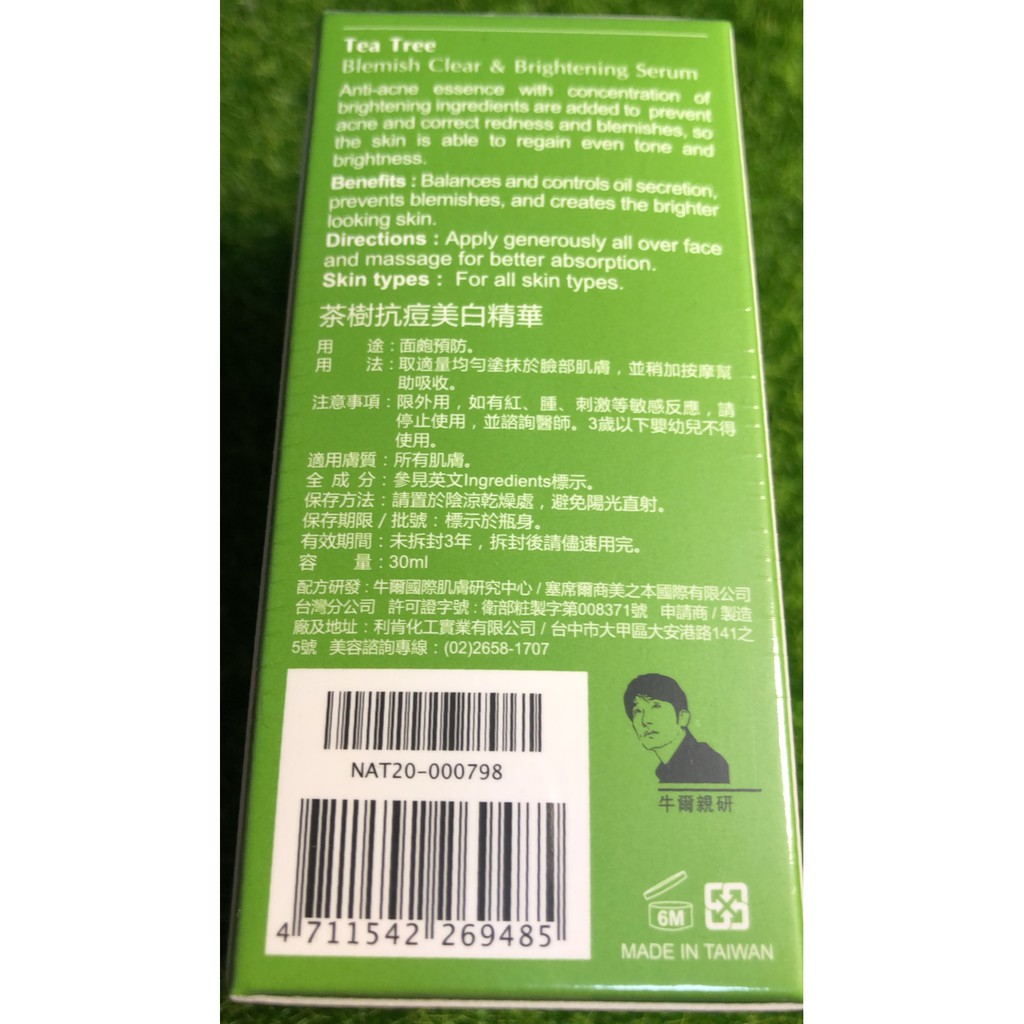 Tea Tree
Blemish Clear & Brightening Serum
Anti-acne essence with concentration of
brightening ingredients are added to prevent
acne and correct redness and blemishes, so
the skin is able to regain even tone and
brightness.
Benefits : Balances and controls oil secretion,
prevents blemishes, and creates the brighter
looking skin.
Directions : Apply generously all over face
and massage for better absorption.
Skin types : For all skin types.
茶樹抗痘美白精華
用 途：面皰預防。
用 法：取適量均勻塗抹於臉部肌膚，並稍加按摩幫
助吸收。
注意事項：限外用，如有紅、腫、刺激等敏感反應，請
停止使用，並諮詢醫師。3歲以下嬰幼兒不得
使用。
適用膚質：所有肌膚。
全 成 分：參見英文Ingredients標示。
保存方法：請置於陰涼乾燥處，避免陽光直射。
保存期限 / 批號：標示於瓶身。
有效期間：未拆封3年，拆封後請儘速用完。
容 量：30ml
配方研發：牛爾國際肌膚研究中心 / 塞席爾商美之本國際有限公司
台灣分公司 許可證字號：衛部粧製字第008371號 申請商 / 製造
廠及地址：利肯化工實業有限公司 / 台中市大甲區大安港路141之
5號 美容諮詢專線：(02)2658-1707
NAT20-000798
4 711542 269485
牛爾親研
6M
MADE IN TAIWAN